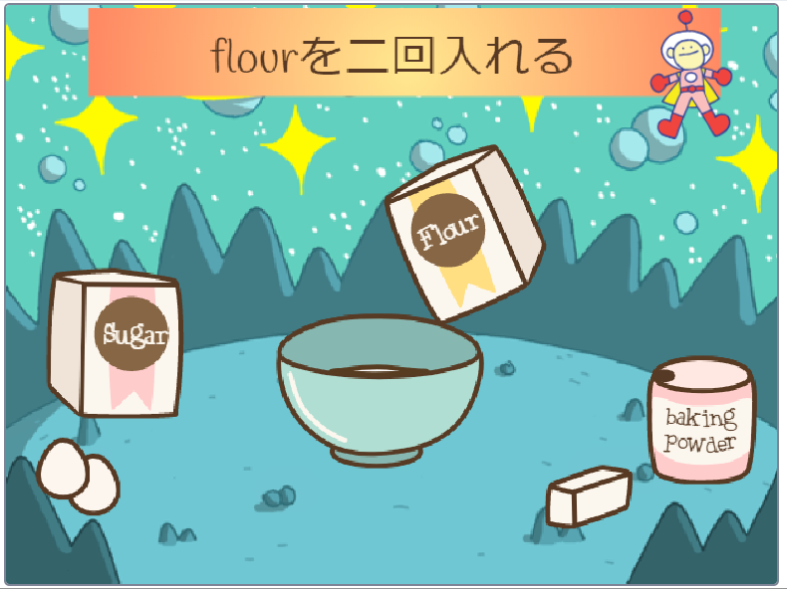 flourを二回入れる
Flour
Sugar
baking
powder